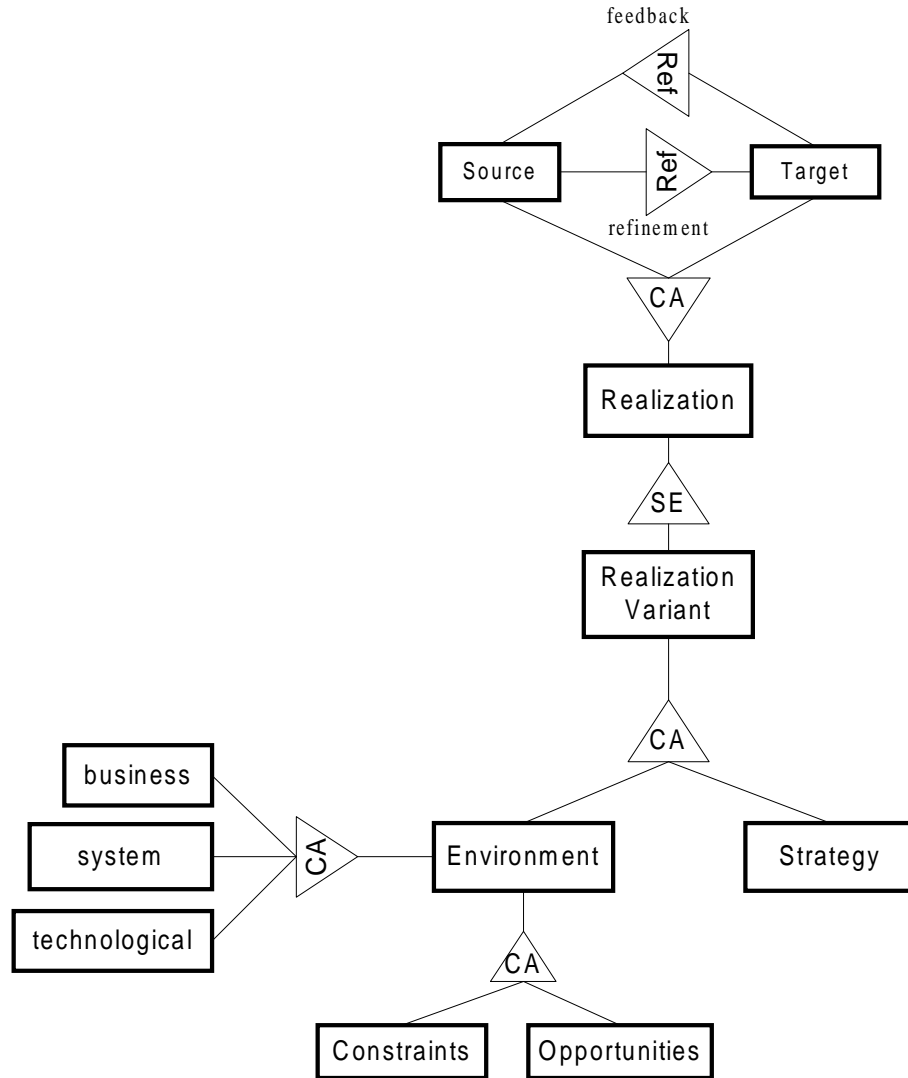 feedback
Ref
Source
Ref
Target
refinement
CA
Realization
SE
Realization
Variant
CA
business
system
CA
Environment
Strategy
technological
CA
Constraints
Opportunities